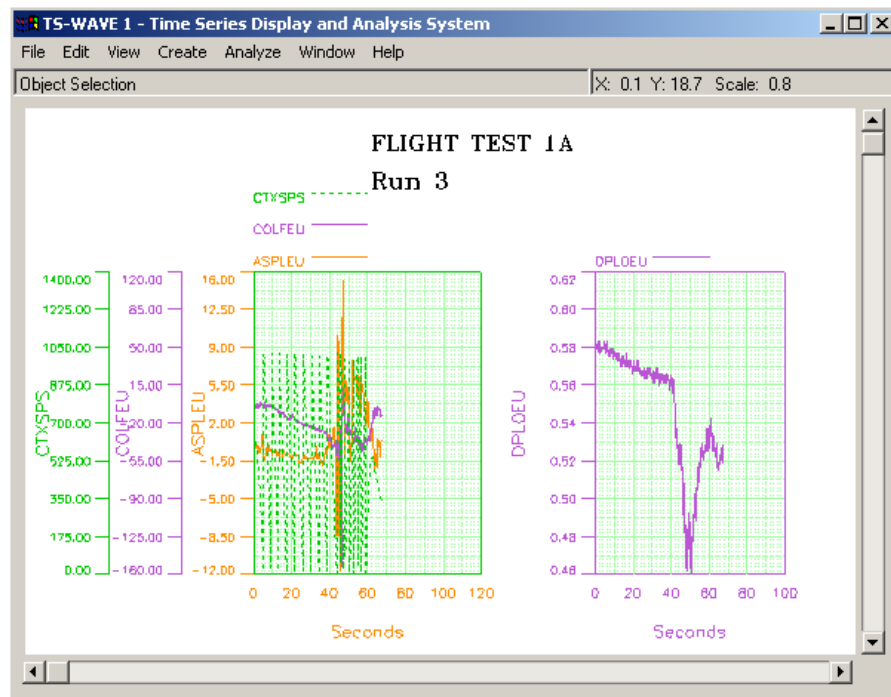 TS-WAVE 1 - Time Series Display and Analysis System
File Edit View Create Analyze Window Help
Object Selection X: 0.1 Y: 18.7 Scale: 0.8
FLIGHT TEST 1A
Run 3
CTXSPS
COLFEU
ASPLEU DPLOEU
1400.00 120.00 16.00 0.62
1225.00 85.00 12.50 0.60
1050.00 50.00 9.00 0.58
875.00 15.00 5.50 0.56
700.00 -20.00 2.00 0.54
525.00 -55.00 -1.50 0.52
350.00 -90.00 -5.00 0.50
175.00 -125.00 -8.50 0.48
0.00 -160.00 -12.00 0.46
CTXSPS COLFEU ASPLEU DPLOEU
0 20 40 60 80 100 120 0 20 40 60 80 100
Seconds Seconds